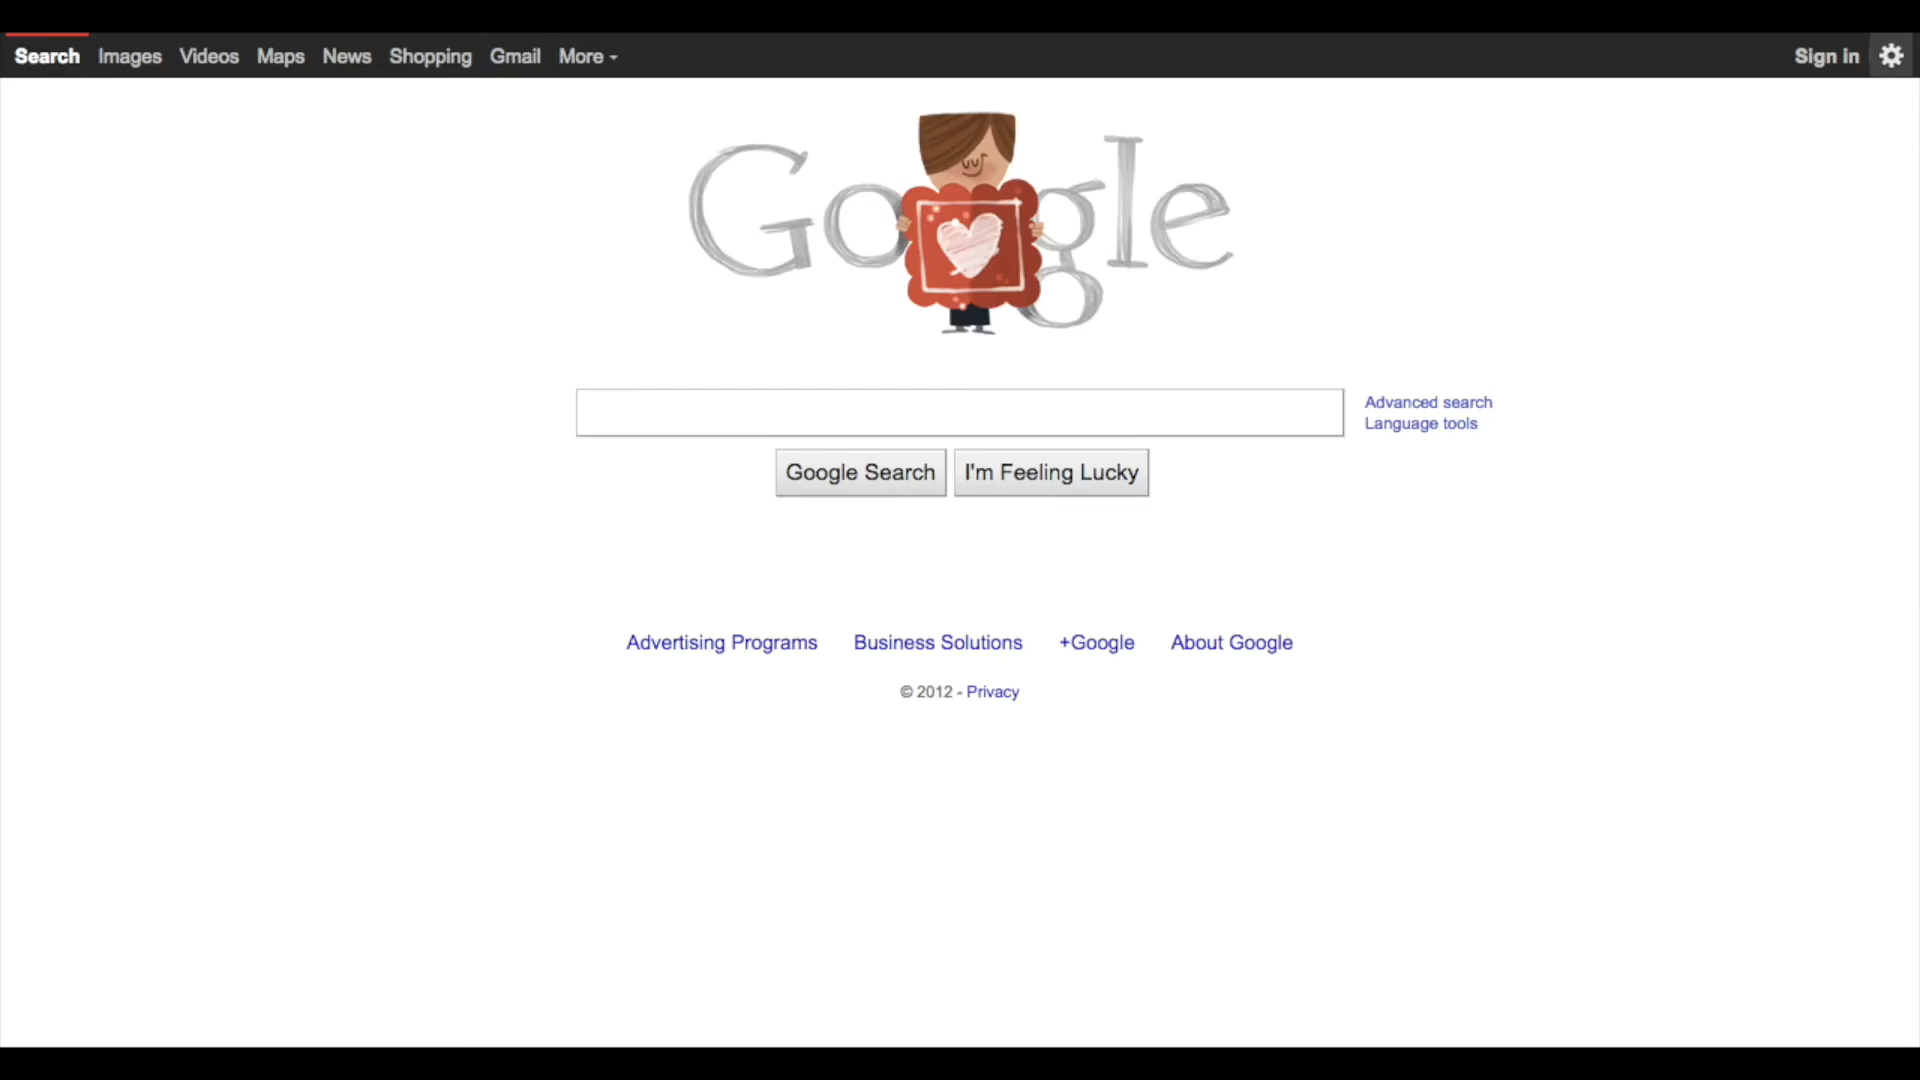 Search Images Videos Maps News Shopping Gmail More Sign in
Google
Advanced search
Language tools
Google Search I'm Feeling Lucky
Advertising Programs Business Solutions +Google About Google
© 2012 - Privacy